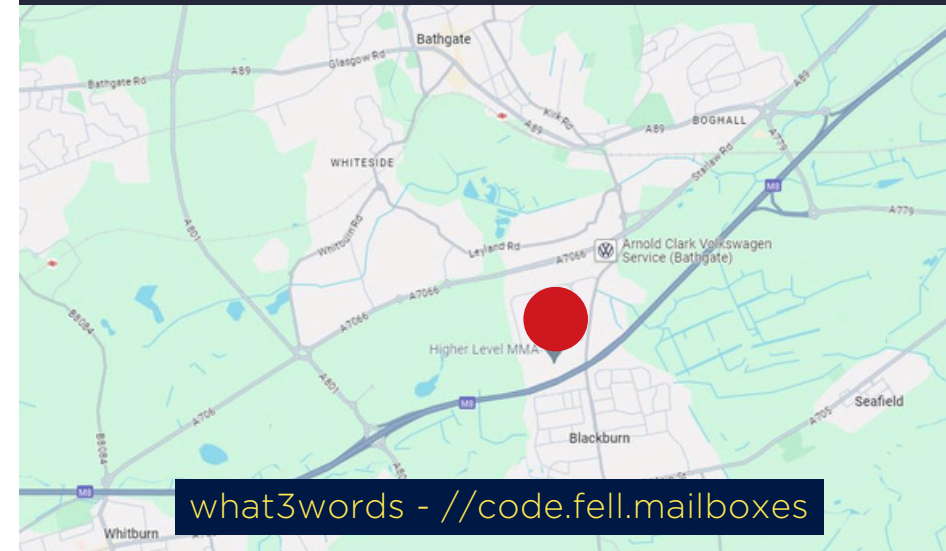 Bathgate
Glasgow Rd
Bathgate Rd
A89
A89
Kirk Rd
A89
A89
BOGHALL
A779
Starlaw Rd
WHITESIDE
M8
A779
A801
Whitburn Rd
Leyland Rd
A7066
Arnold Clark Volkswagen
Service (Bathgate)
A7066
A7066
B8084
Higher Level MMA
A801
M8
Seafield
A706
A705
Blackburn
B8084
M8
what3words - //code.fell.mailboxes
Whitburn